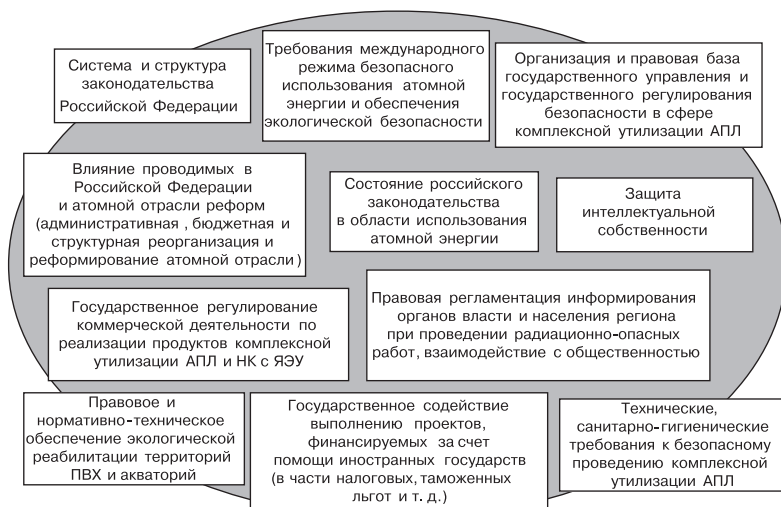 Система и структура
законодательства
Российской Федерации
Требования международного
режима безопасного
использования атомной
энергии и обеспечения
экологической безопасности
Организация и правовая база
государственного управления и
государственного регулирования
безопасности в сфере
комплексной утилизации АПЛ
Влияние проводимых в
Российской Федерации
и атомной отрасли реформ
(административная , бюджетная и
структурная реорганизация и
реформирование атомной отрасли)
Состояние российского
законодательства
в области использования
атомной энергии
Защита
интеллектуальной
собственности
Государственное регулирование
коммерческой деятельности по
реализации продуктов комплексной
утилизации АПЛ и НК с ЯЭУ
Правовая регламентация информирования
органов власти и населения региона
при проведении радиационно-опасных
работ, взаимодействие с общественностью
Правовое и
нормативно-техническое
обеспечение экологической
реабилитации территорий
ПВХ и акваторий
Государственное содействие
выполнению проектов,
финансируемых за счет
помощи иностранных государств
(в части налоговых, таможенных
льгот и т. д.)
Технические,
санитарно-гигиенические
требования к безопасному
проведению комплексной
утилизации АПЛ